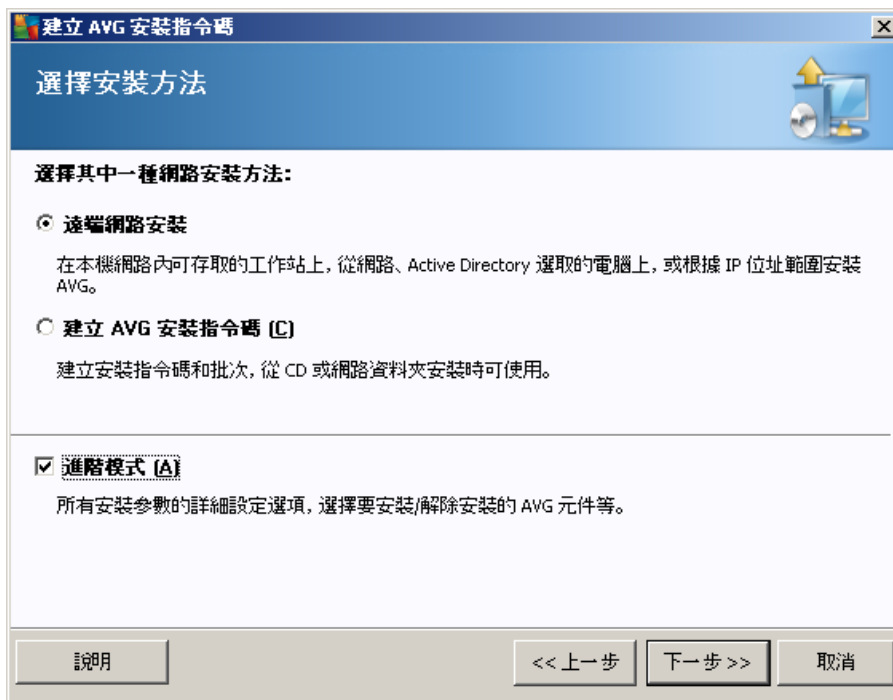 建立 AVG 安裝指令碼
選擇安裝方法
選擇其中一種網路安裝方法:
遠端網路安裝
在本機網路內可存取的工作站上, 從網路、Active Directory 選取的電腦上, 或根據 IP 位址範圍安裝
AVG。
建立 AVG 安裝指令碼 (C)
建立安裝指令碼和批次, 從 CD 或網路資料夾安裝時可使用。
進階模式 (A)
所有安裝參數的詳細設定選項, 選擇要安裝/解除安裝的 AVG 元件等。
說明
<< 上一步
下一步 >>
取消